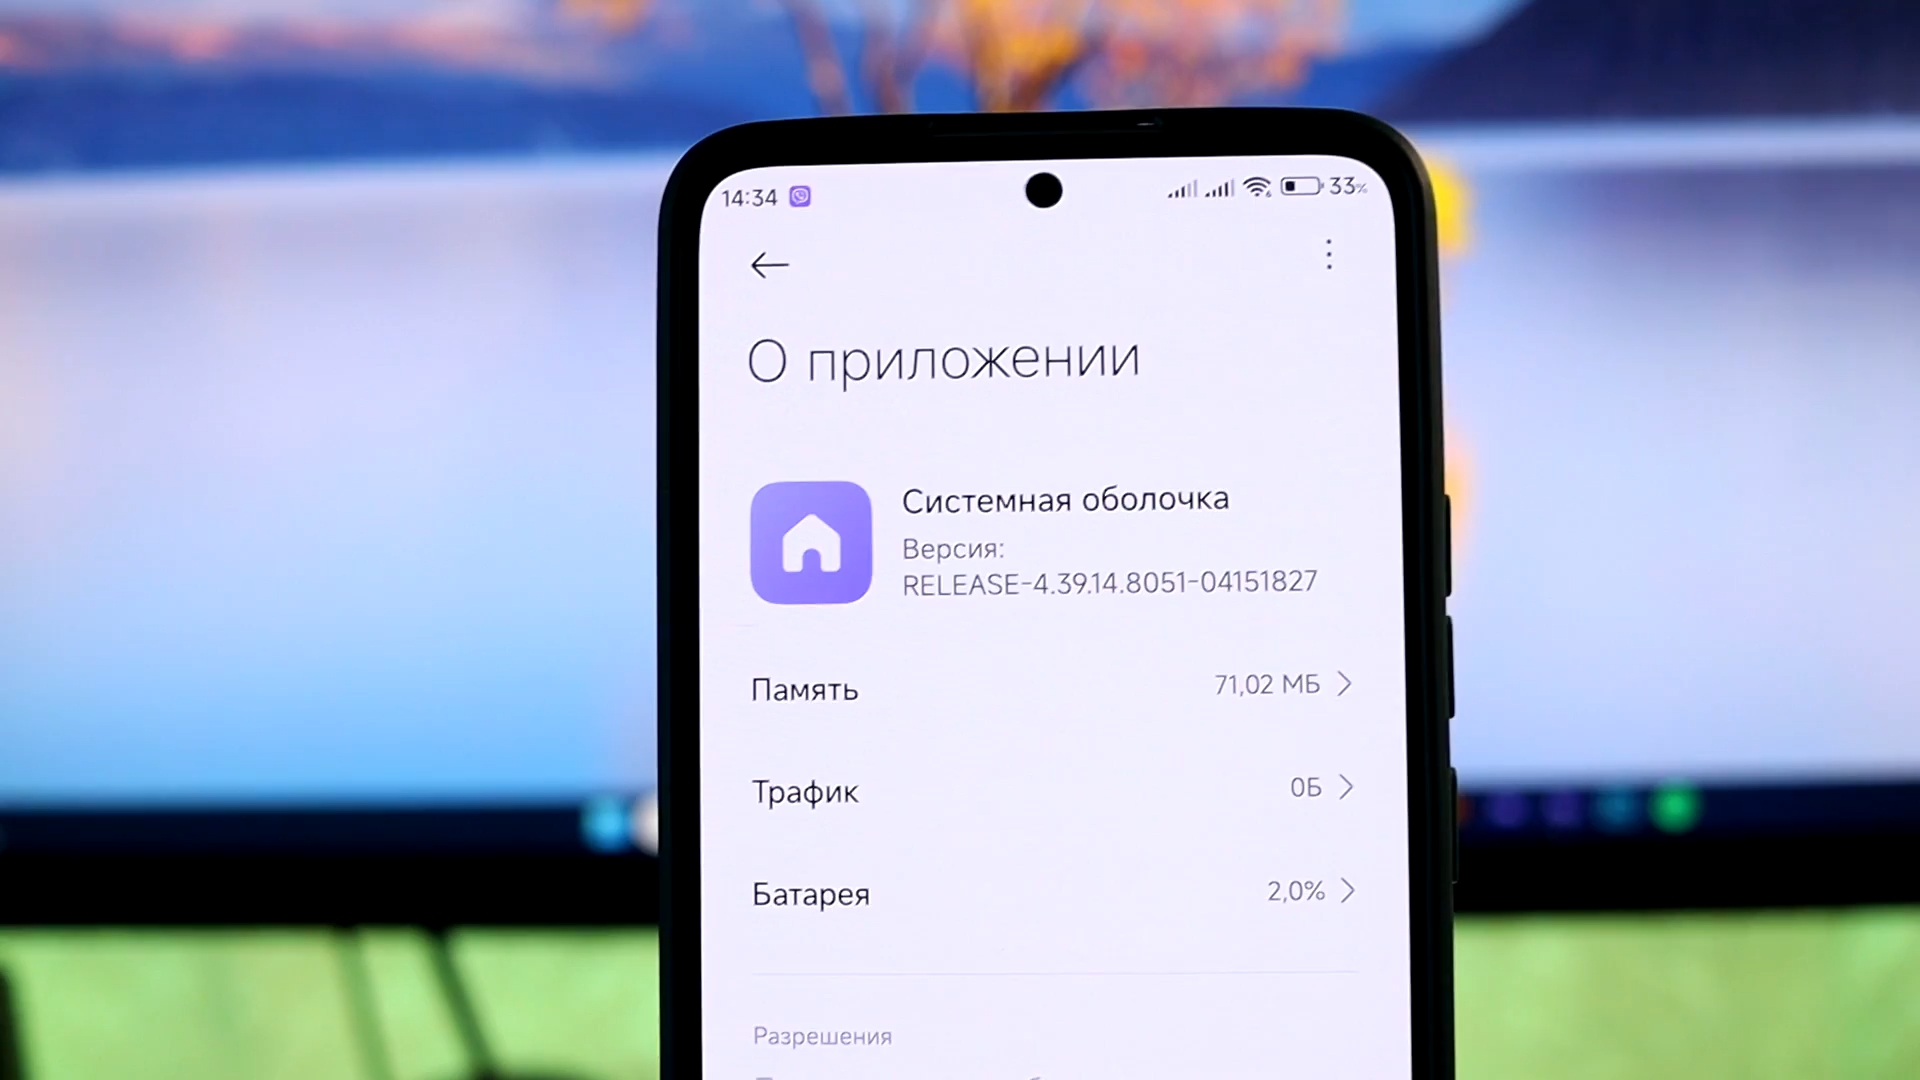 14:34 33%
О приложении
Системная оболочка
Версия:
RELEASE-4.39.14.8051-04151827
Память 71,02 МБ
Трафик 0Б
Батарея 2,0%
Разрешения